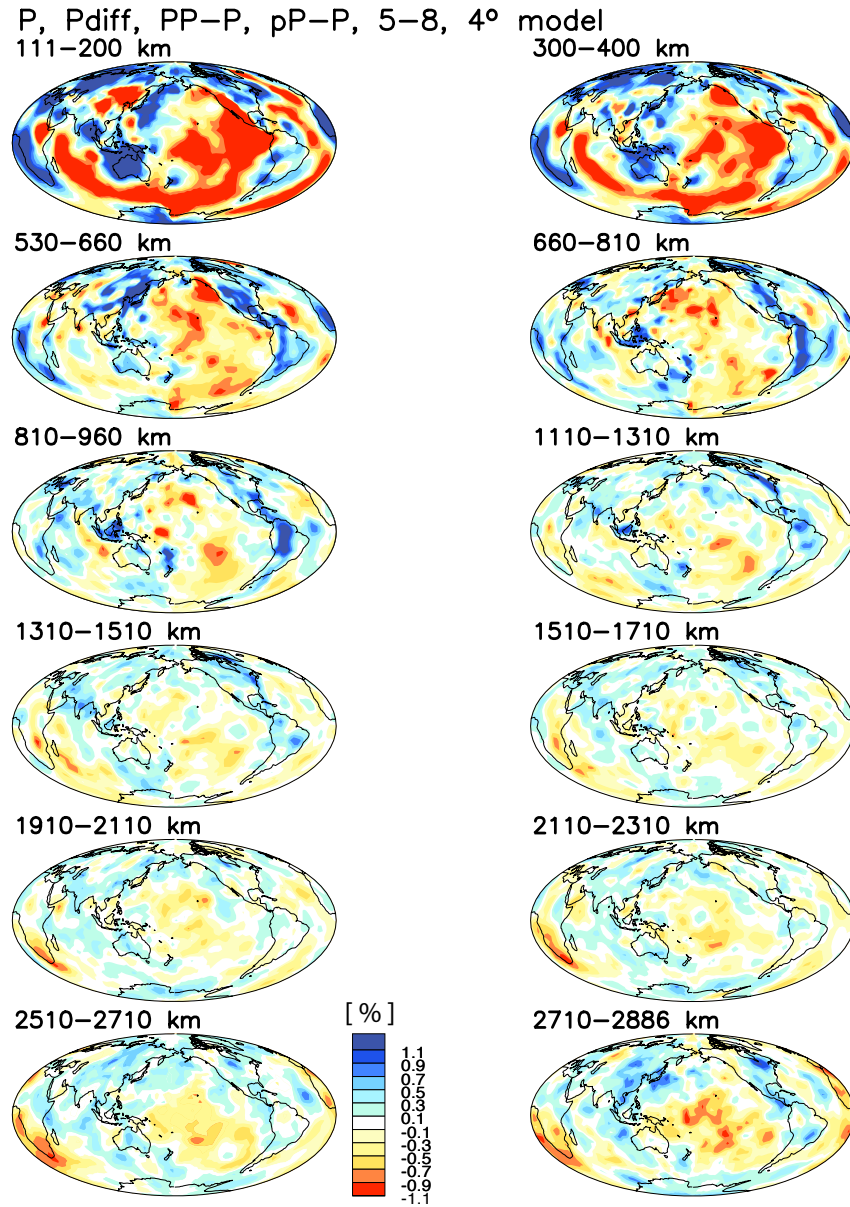 P, Pdiff, PP-P, pP-P, 5-8, 4º model
111-200 km
300-400 km
530-660 km
660-810 km
810-960 km
1110-1310 km
1310-1510 km
1510-1710 km
1910-2110 km
2110-2310 km
2510-2710 km
[%]
2710-2886 km
1.1
0.9
0.7
0.5
0.3
0.1
-0.1
-0.3
-0.5
-0.7
-0.9
-1.1